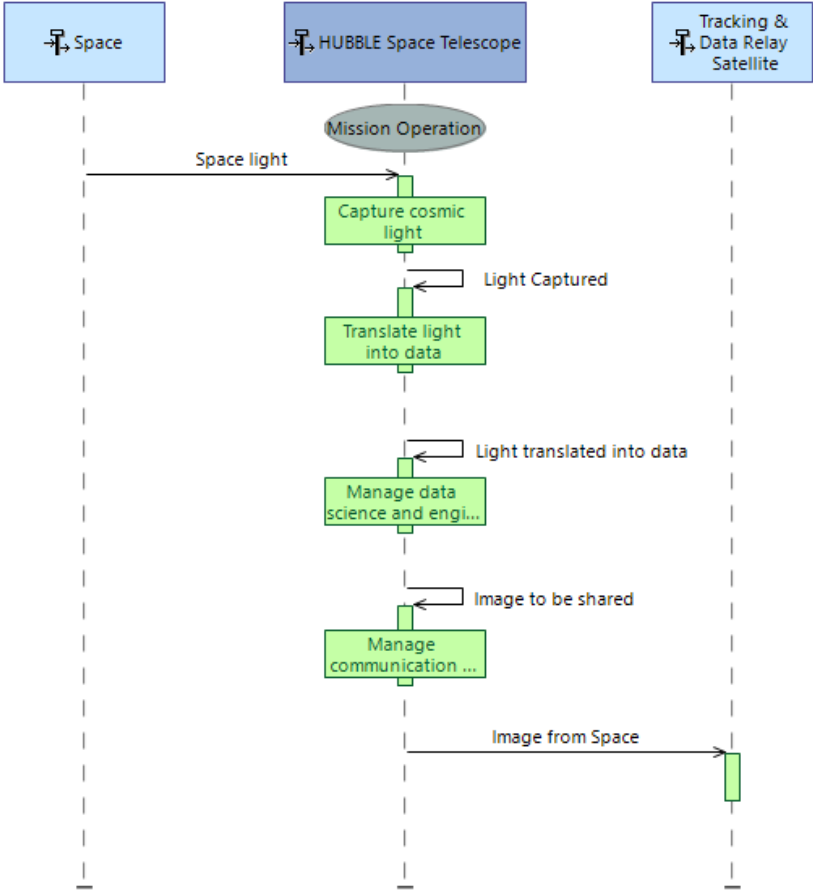 Space
HUBBLE Space Telescope
Tracking &
Data Relay
Satellite
Mission Operation
Space light
Capture cosmic
light
Light Captured
Translate light
into data
Light translated into data
Manage data
science and engi...
Image to be shared
Manage
communication ...
Image from Space